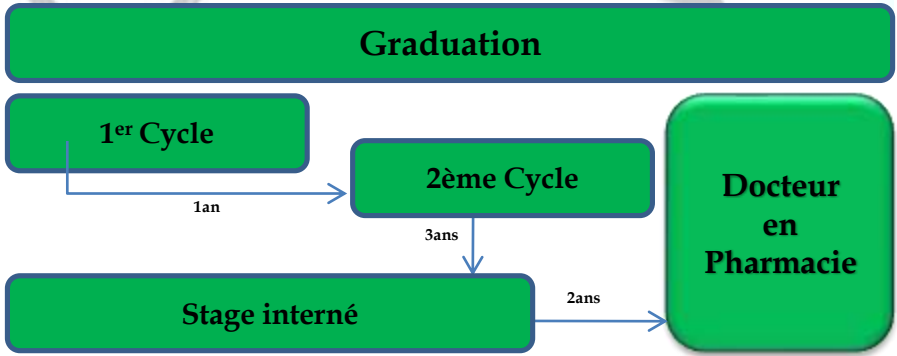 Graduation
1er Cycle
1an
2ème Cycle
3ans
Stage interné
2ans
Docteur
en
Pharmacie